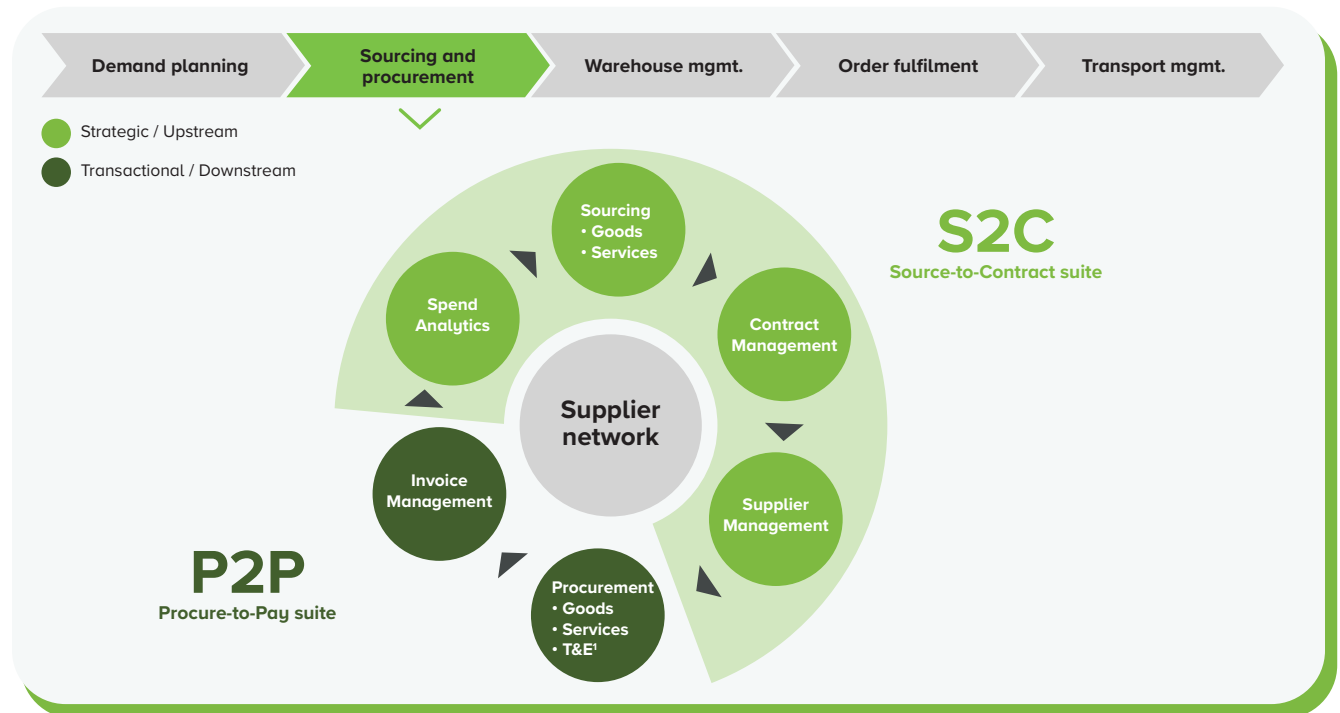 Demand planning
Sourcing and
procurement
Warehouse mgmt.
Order fulfilment
Transport mgmt.
Strategic / Upstream
Transactional / Downstream
Sourcing
• Goods
• Services
S2C
Source-to-Contract suite
Spend
Analytics
Contract
Management
Supplier
network
Invoice
Management
Supplier
Management
P2P
Procure-to-Pay suite
Procurement
• Goods
• Services
• T&E¹